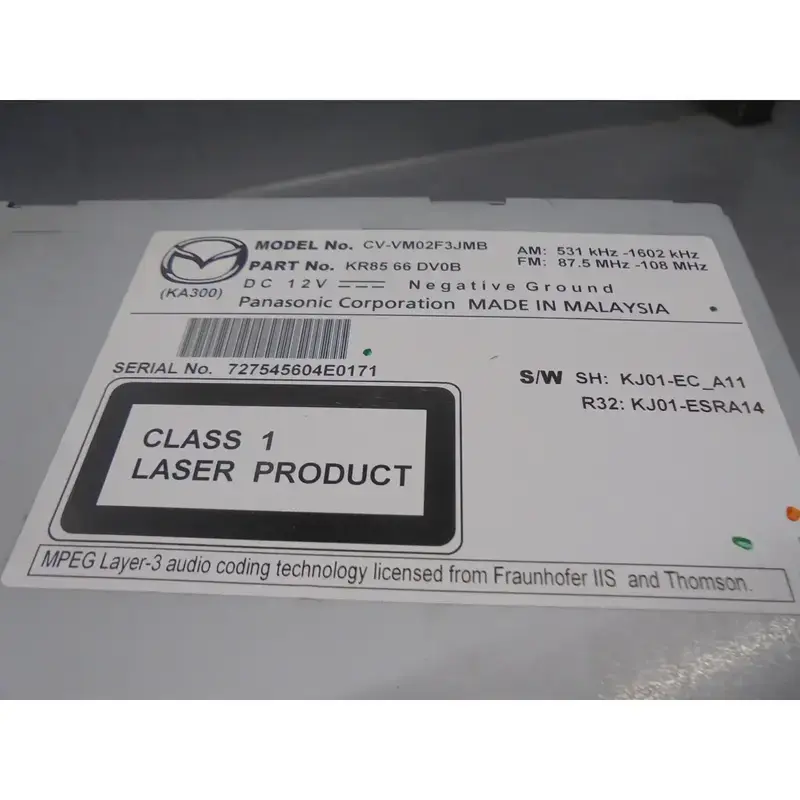 MODEL No. CV-VM02F3JMB
AM: 531 kHz -1602 kHz
PART No. KR85 66 DV0B
FM: 87.5 MHz -108 MHz
(KA300)
DC 12V Negative Ground
Panasonic Corporation MADE IN MALAYSIA
SERIAL No. 727545604E0171
S/W SH: KJ01-EC_A11
R32: KJ01-ESRA14
CLASS 1
LASER PRODUCT
MPEG Layer-3 audio coding technology licensed from Fraunhofer IIS and Thomson.